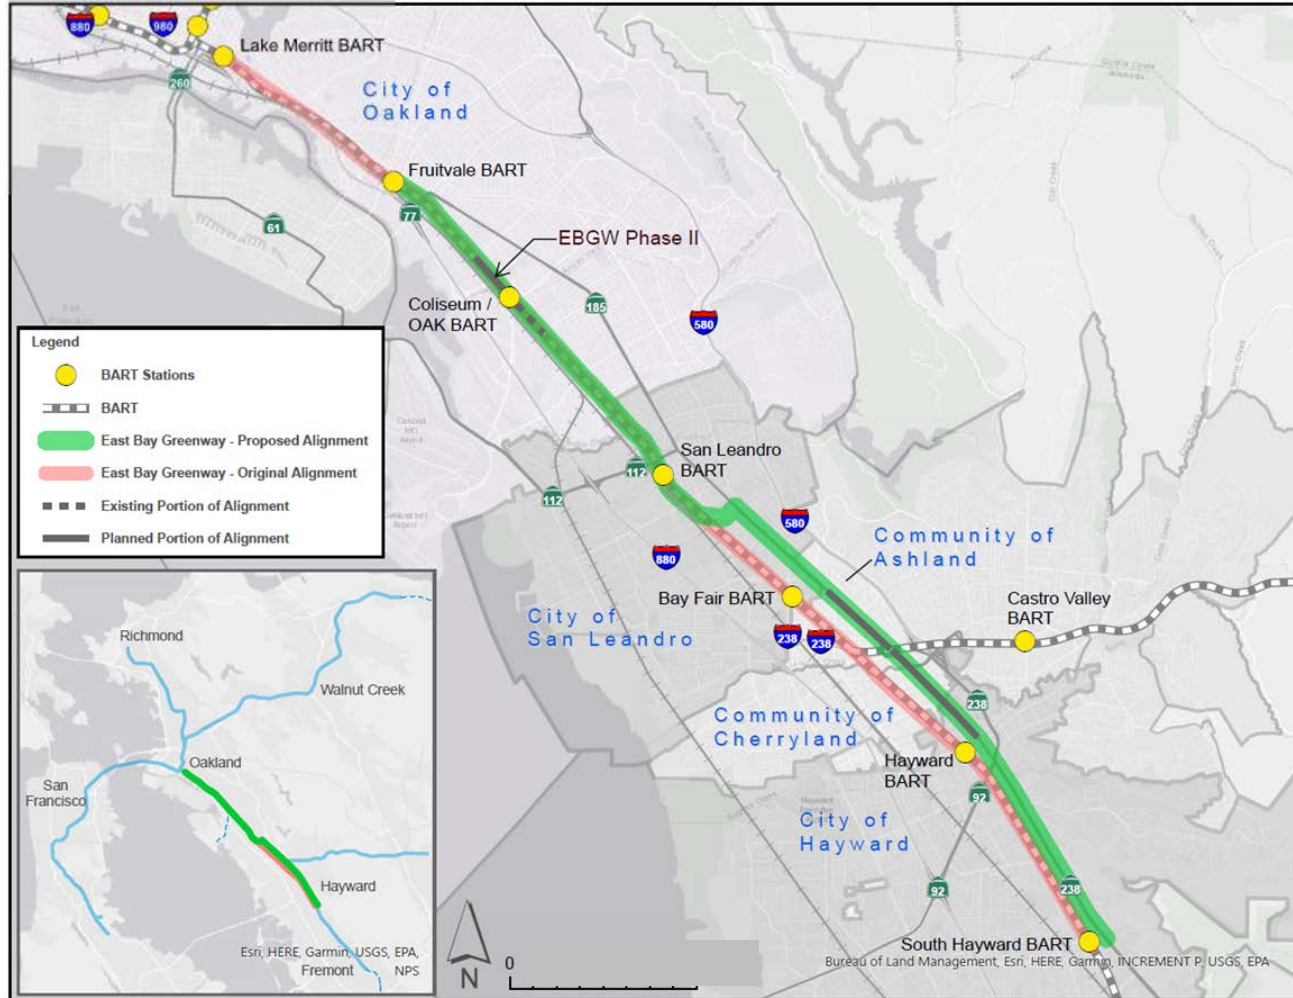 880
980
Lake Merritt BART
260
City of
Oakland
Fruitvale BART
77
61
EBGW Phase II
Coliseum /
OAK BART
185
580
Legend
BART Stations
BART
East Bay Greenway - Proposed Alignment
East Bay Greenway - Original Alignment
Existing Portion of Alignment
Planned Portion of Alignment
San Leandro
BART
112
112
580
880
Community of
Ashland
Bay Fair BART
Castro Valley
BART
City of
San Leandro
238
238
238
Community of
Cherryland
Hayward
BART
92
City of
Hayward
92
238
South Hayward BART
Bureau of Land Management, Esri, HERE, Garmin, INCREMENT P, USGS, EPA
Richmond
Walnut Creek
Oakland
San
Francisco
Hayward
Esri, HERE, Garmin, USGS, EPA,
NPS
Fremont
N
0